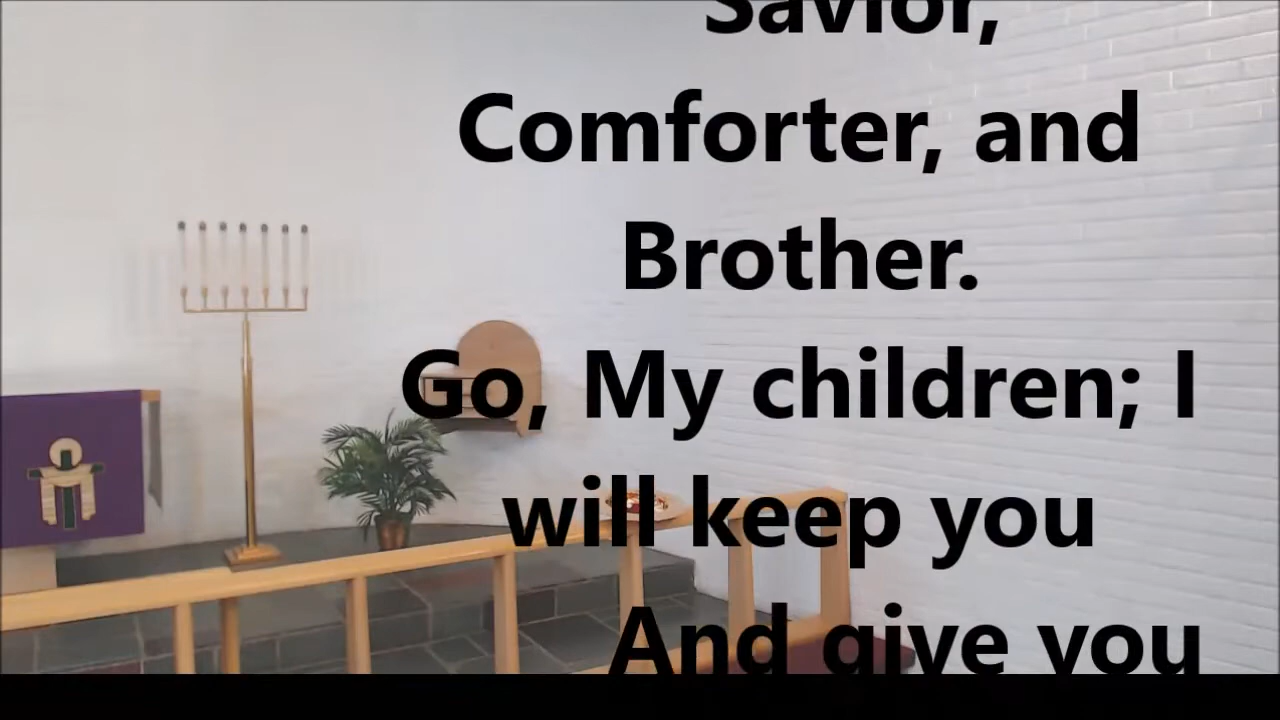 Savior,
Comforter, and
Brother.
Go, My children; I
will keep you
And give you